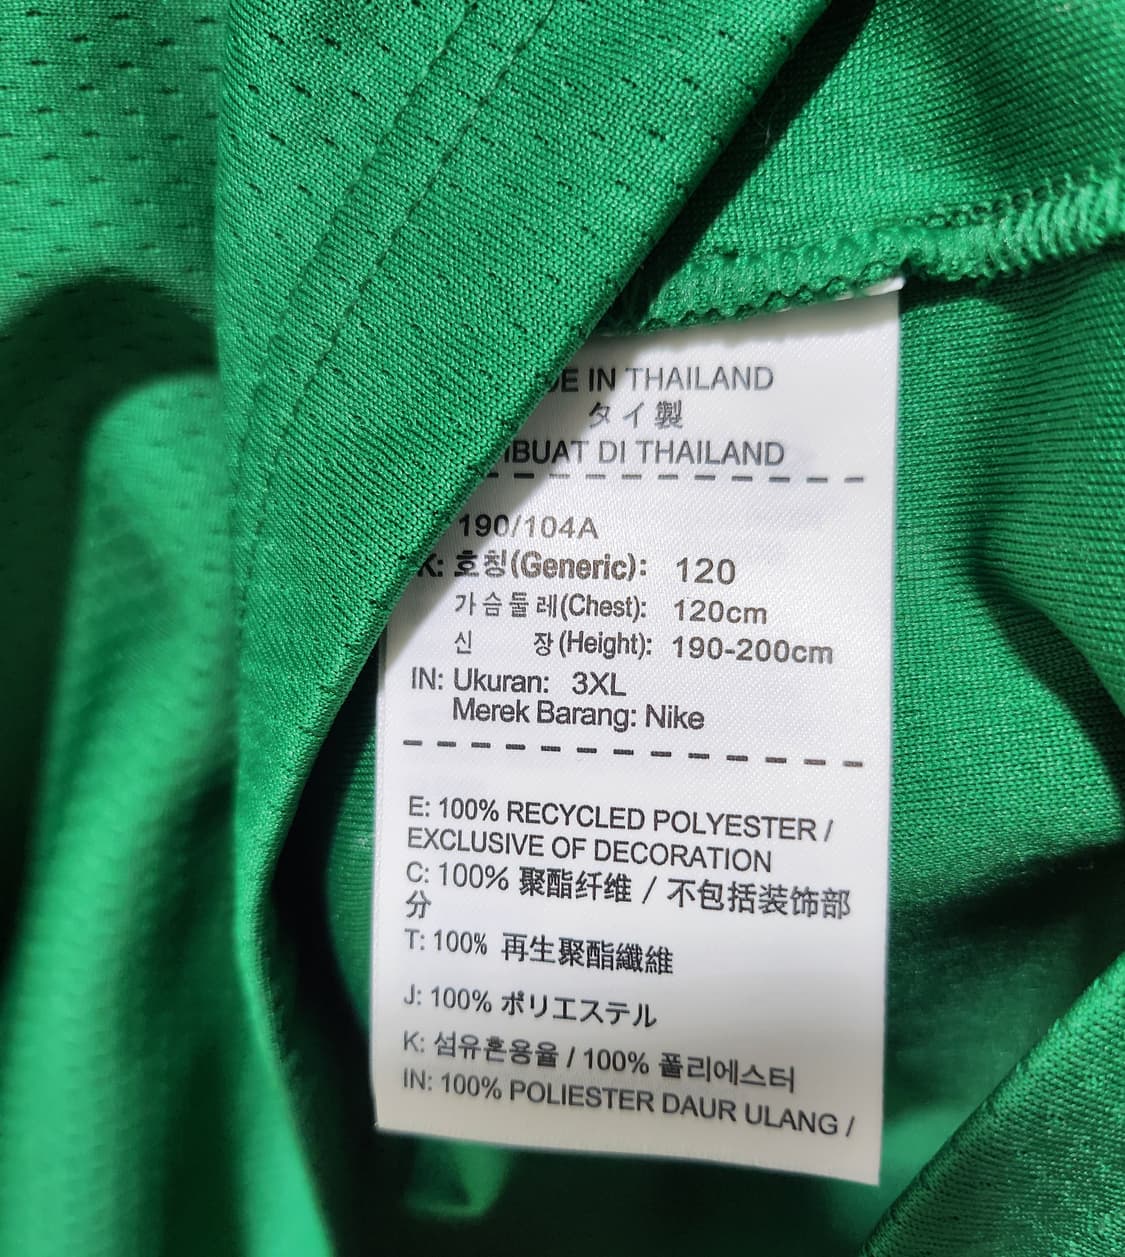 IN THAILAND
タイ製
DI THAILAND
190/104A
K: 호칭(Generic): 120
가슴둘레(Chest): 120cm
신 장(Height): 190-200cm
IN: Ukuran: 3XL
Merek Barang: Nike
E: 100% RECYCLED POLYESTER /
EXCLUSIVE OF DECORATION
C: 100% 聚酯纤维 / 不包括装饰部
分
T: 100% 再生聚酯纖維
J: 100% ポリエステル
K: 섬유혼용율 / 100% 폴리에스터
IN: 100% POLIESTER DAUR ULANG /